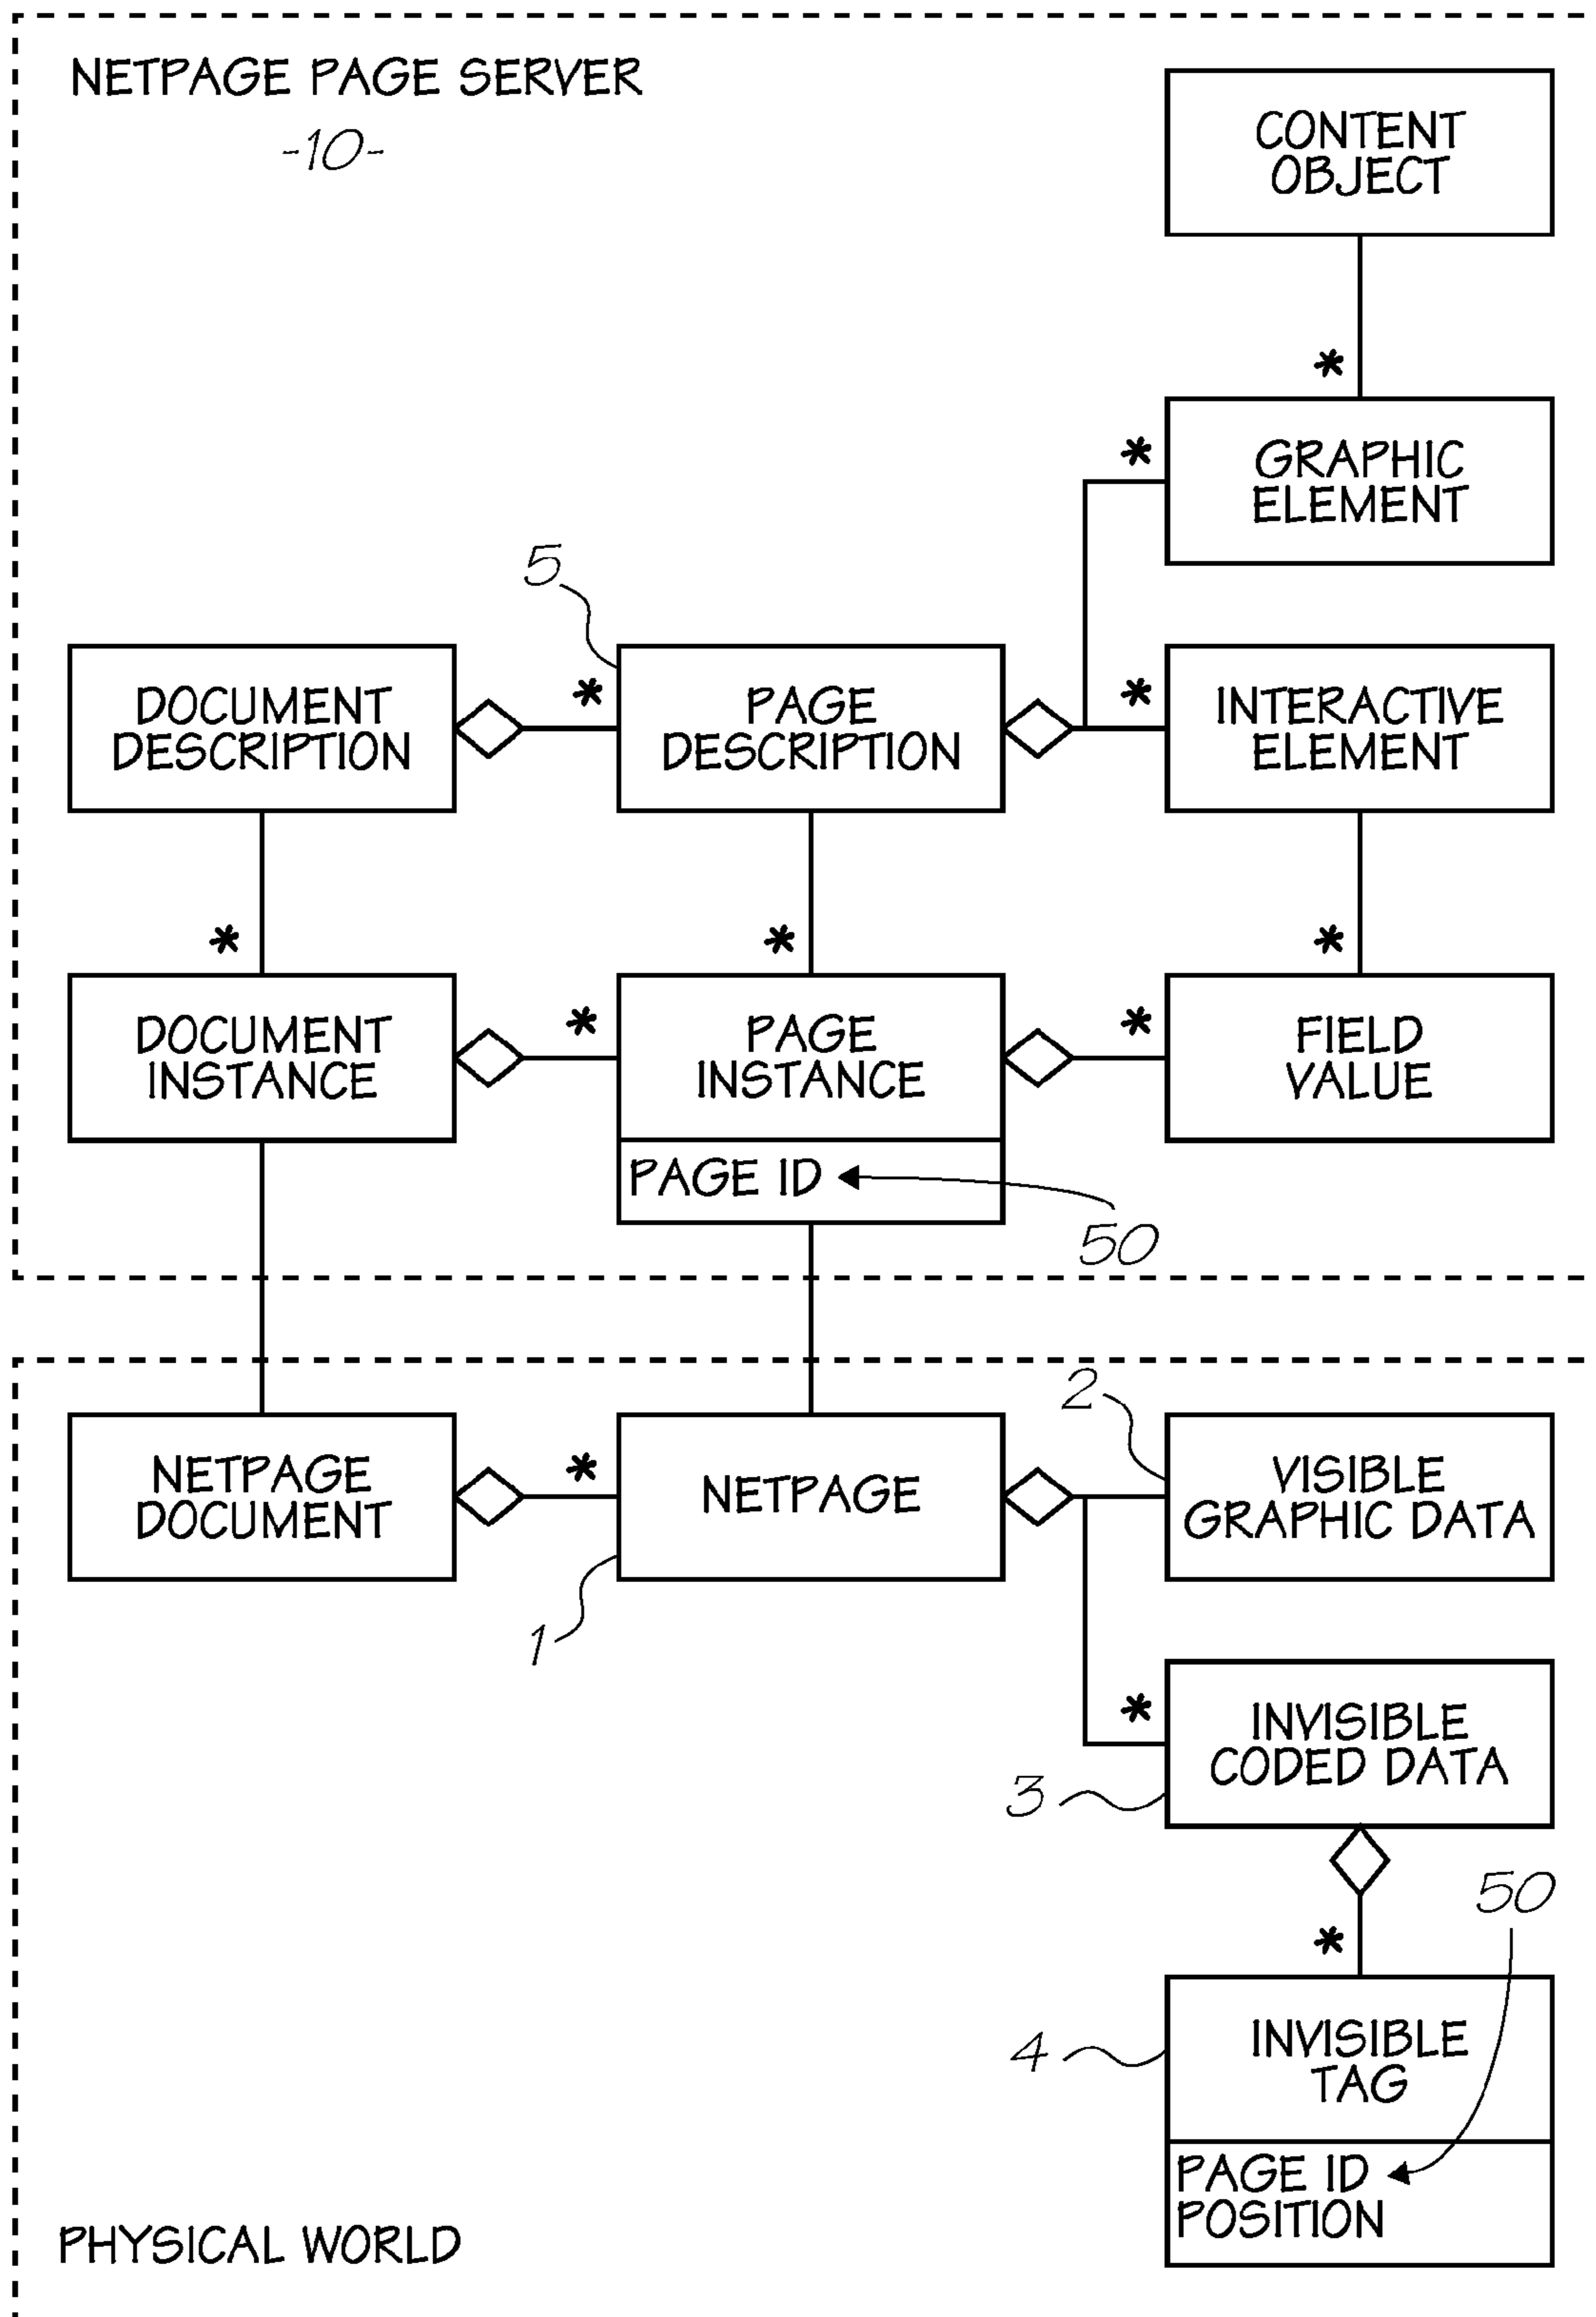 NETPAGE PAGE SERVER
-10-
CONTENT
OBJECT
*
*
GRAPHIC
ELEMENT
5
DOCUMENT
DESCRIPTION
*
PAGE
DESCRIPTION
*
INTERACTIVE
ELEMENT
*
*
*
DOCUMENT
INSTANCE
*
PAGE
INSTANCE
PAGE ID
50
*
FIELD
VALUE
NETPAGE
DOCUMENT
*
NETPAGE
1
2
VISIBLE
GRAPHIC DATA
*
INVISIBLE
CODED DATA
3
*
50
4
INVISIBLE
TAG
PAGE ID
POSITION
PHYSICAL WORLD